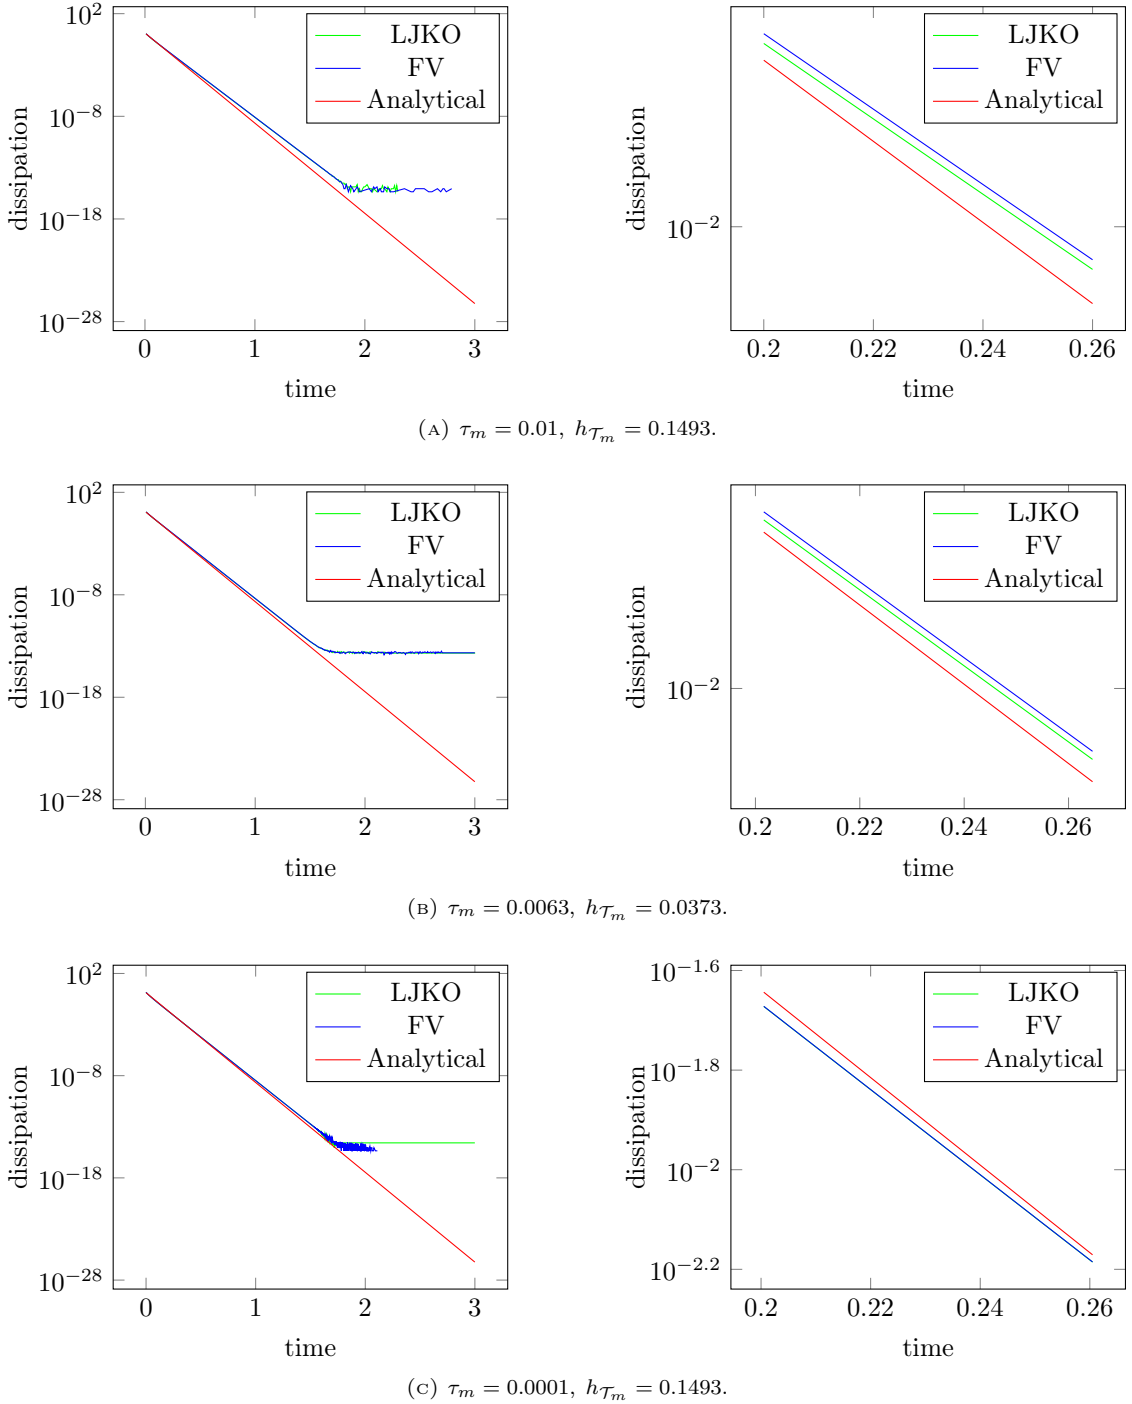 10^2
10^−8
10^−18
10^−28
0 1 2 3
time
dissipation
LJKO
FV
Analytical
10^−2
0.2 0.22 0.24 0.26
time
dissipation
LJKO
FV
Analytical
(A) τ_m = 0.01, h_{𝒯_m} = 0.1493.
10^2
10^−8
10^−18
10^−28
0 1 2 3
time
dissipation
LJKO
FV
Analytical
10^−2
0.2 0.22 0.24 0.26
time
dissipation
LJKO
FV
Analytical
(B) τ_m = 0.0063, h_{𝒯_m} = 0.0373.
10^2
10^−8
10^−18
10^−28
0 1 2 3
time
dissipation
LJKO
FV
Analytical
10^−1.6
10^−1.8
10^−2
10^−2.2
0.2 0.22 0.24 0.26
time
dissipation
LJKO
FV
Analytical
(C) τ_m = 0.0001, h_{𝒯_m} = 0.1493.